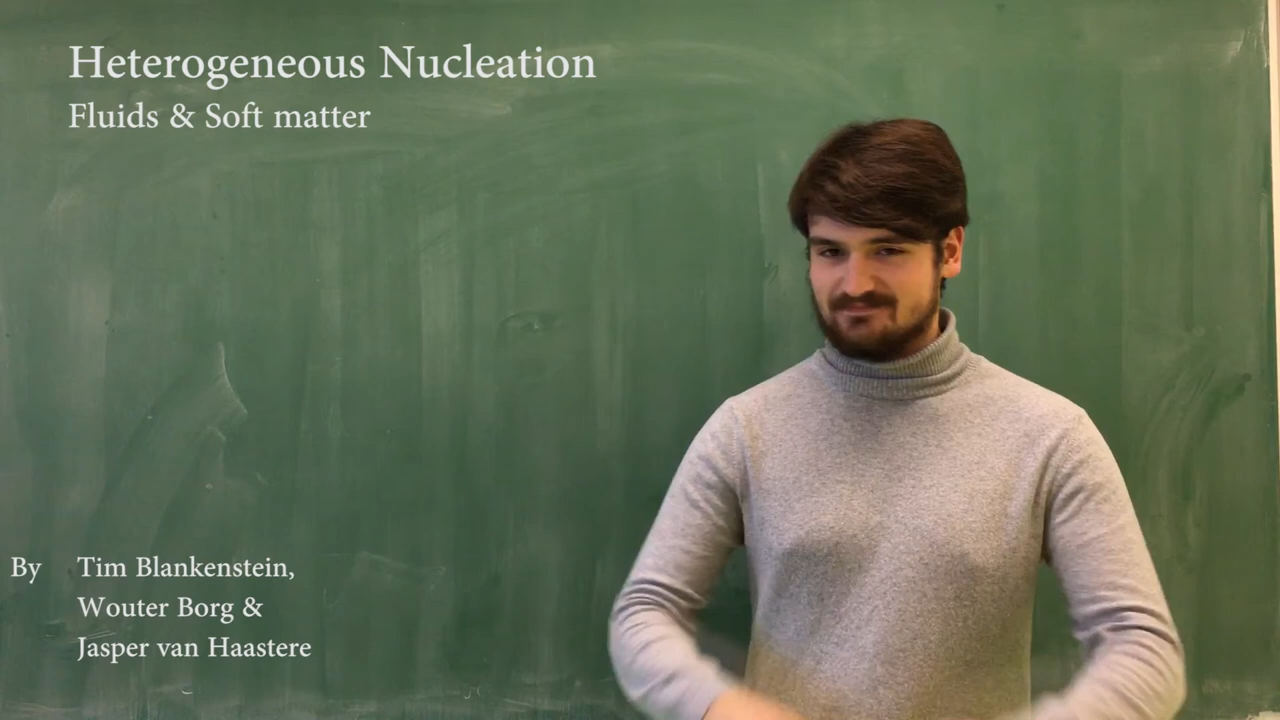 Heterogeneous Nucleation
Fluids & Soft matter
By Tim Blankenstein,
Wouter Borg &
Jasper van Haastere